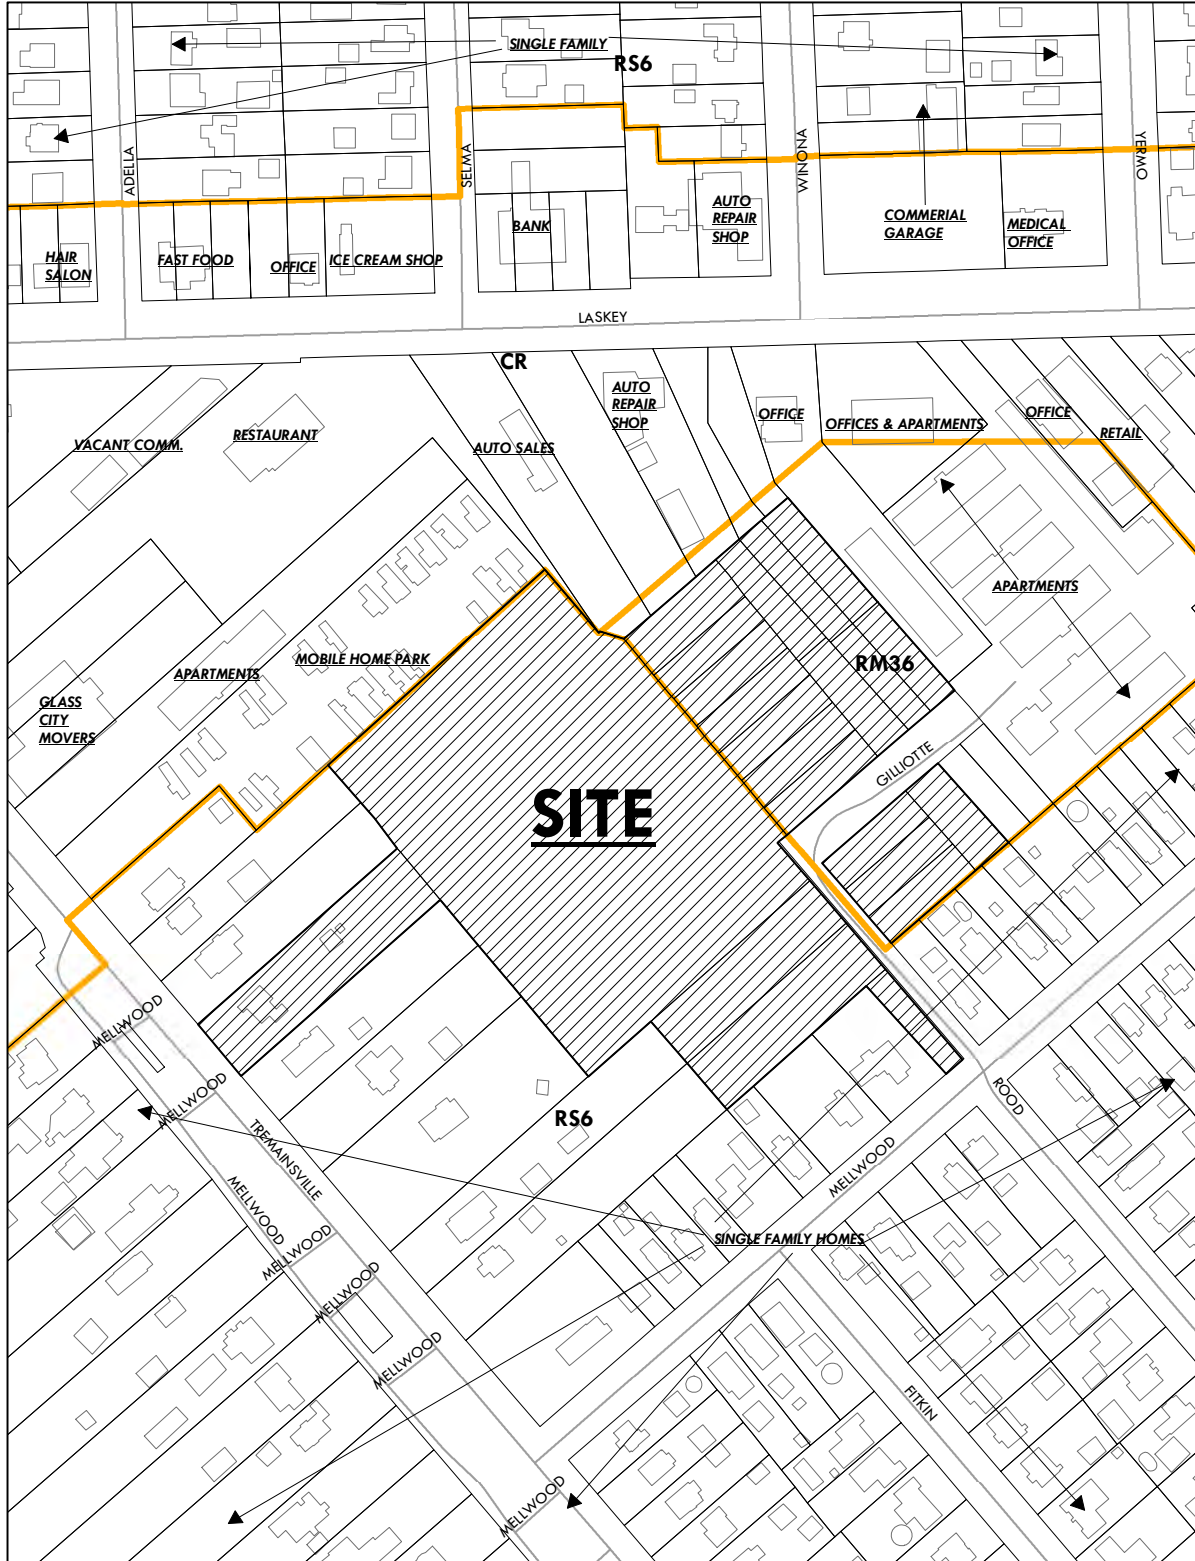 SINGLE FAMILY
RS6
ADELLA
SELMA
WINONA
YERMO
HAIR
SALON
FAST FOOD
OFFICE
ICE CREAM SHOP
BANK
AUTO
REPAIR
SHOP
COMMERIAL
GARAGE
MEDICAL
OFFICE
LASKEY
CR
VACANT COMM.
RESTAURANT
AUTO SALES
AUTO
REPAIR
SHOP
OFFICE
OFFICES & APARTMENTS
OFFICE
RETAIL
APARTMENTS
MOBILE HOME PARK
APARTMENTS
GLASS
CITY
MOVERS
RM36
GILLIOTTE
SITE
MELLWOOD
MELLWOOD
TREMAINSVILLE
MELLWOOD
MELLWOOD
MELLWOOD
MELLWOOD
MELLWOOD
RS6
ROOD
MELLWOOD
SINGLE FAMILY HOMES
FITKIN